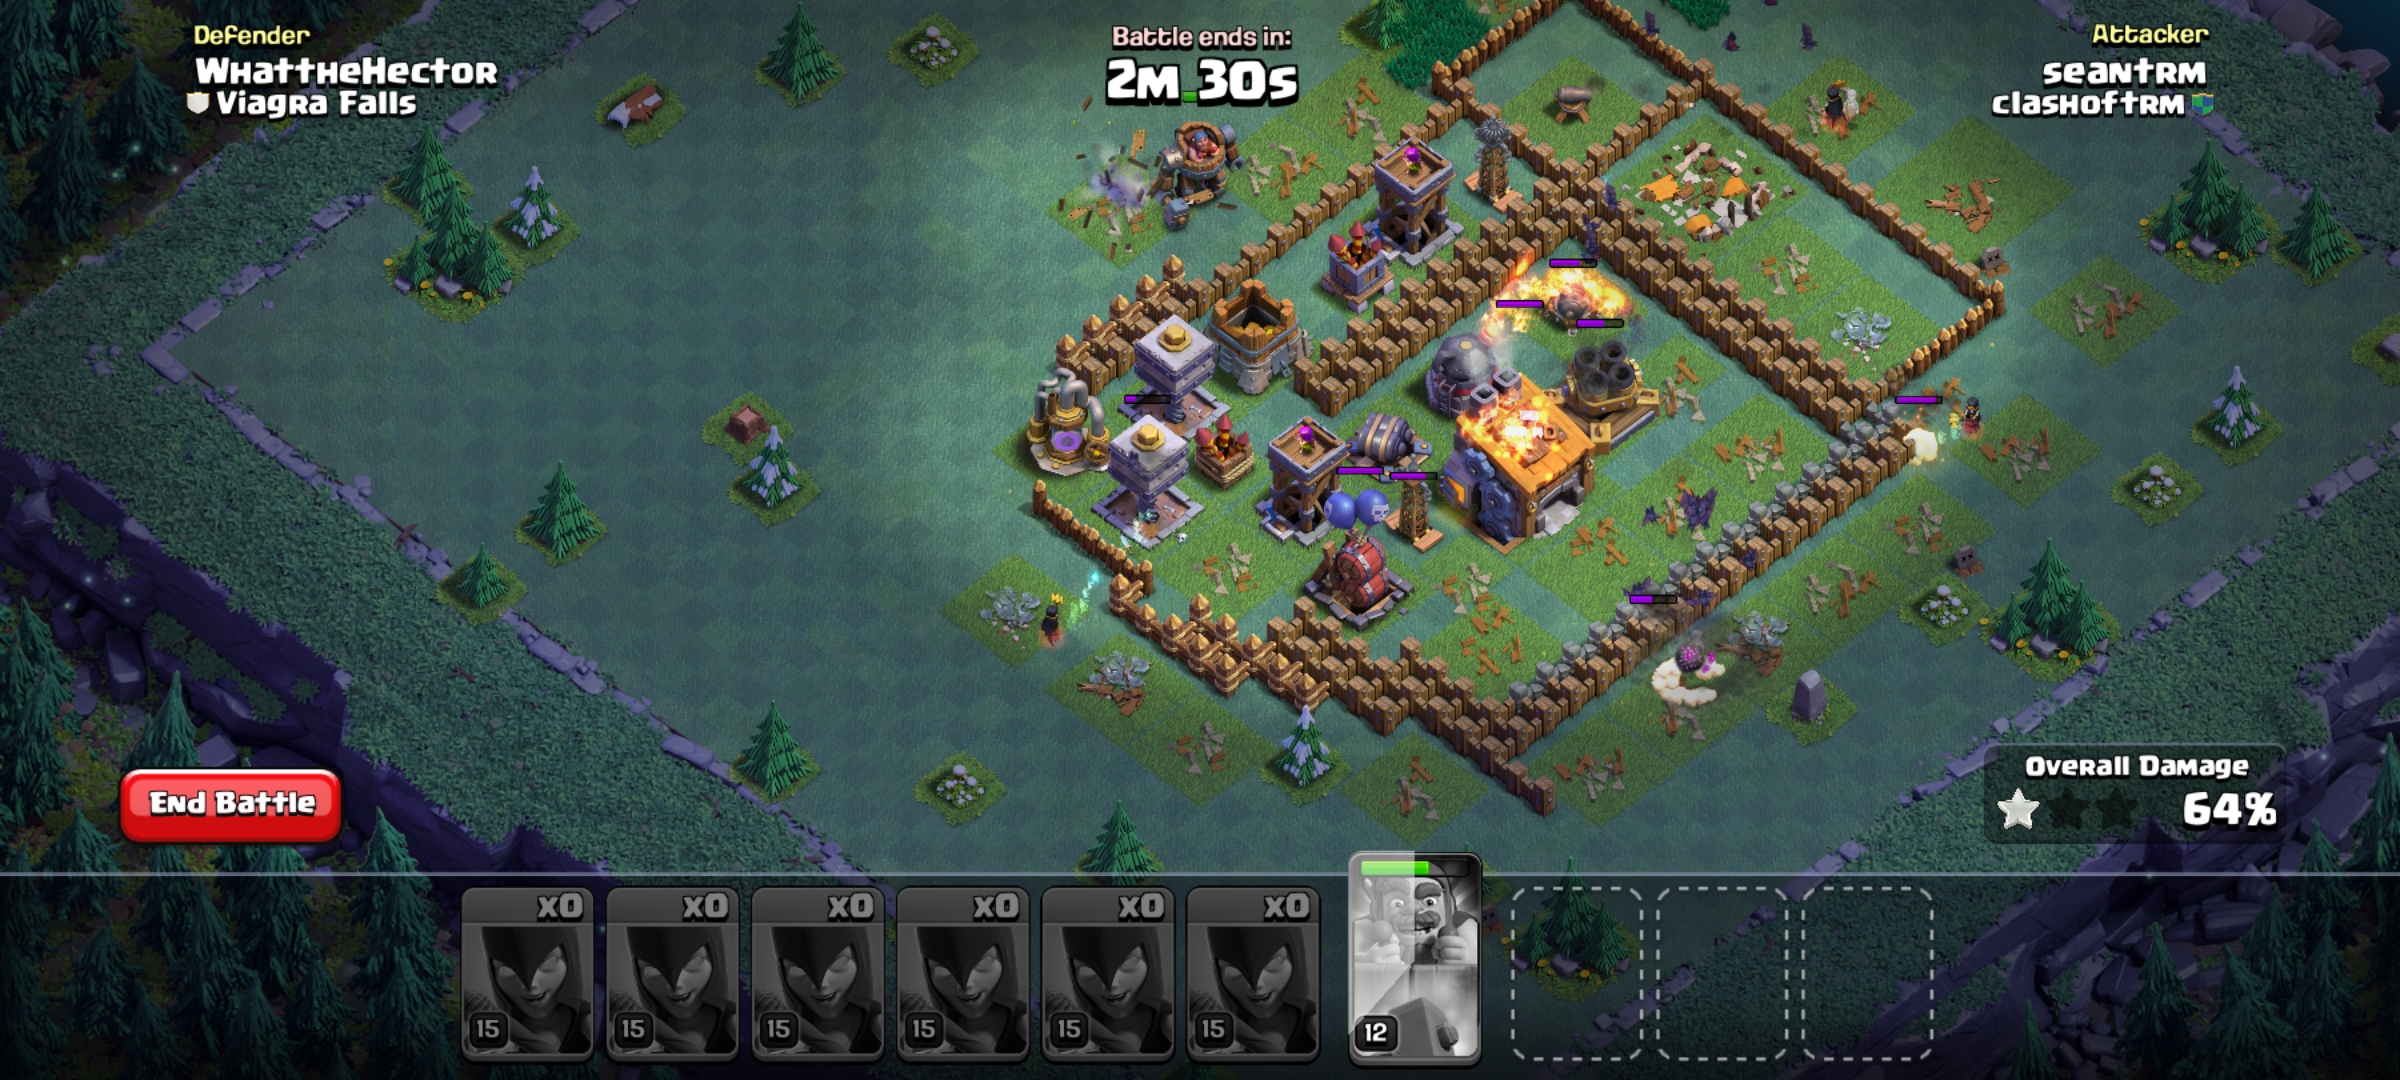 Defender
WhattheHector
Viagra Falls
Battle ends in:
2M 30s
Attacker
seantRM
clashoftRM
End Battle
Overall Damage
64%
x0 x0 x0 x0 x0 x0
15 15 15 15 15 15 12